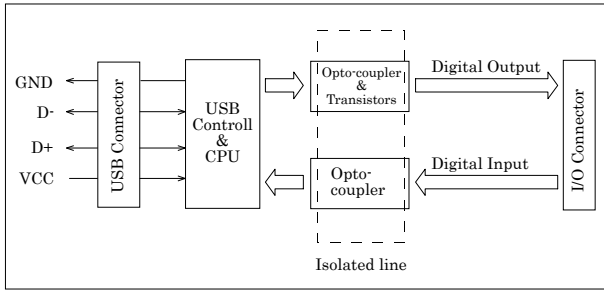 GND
D-
D+
VCC
USB Connector
USB
Controll
&
CPU
Opto-coupler
&
Transistors
Digital Output
Opto-
coupler
Digital Input
I/O Connector
Isolated line